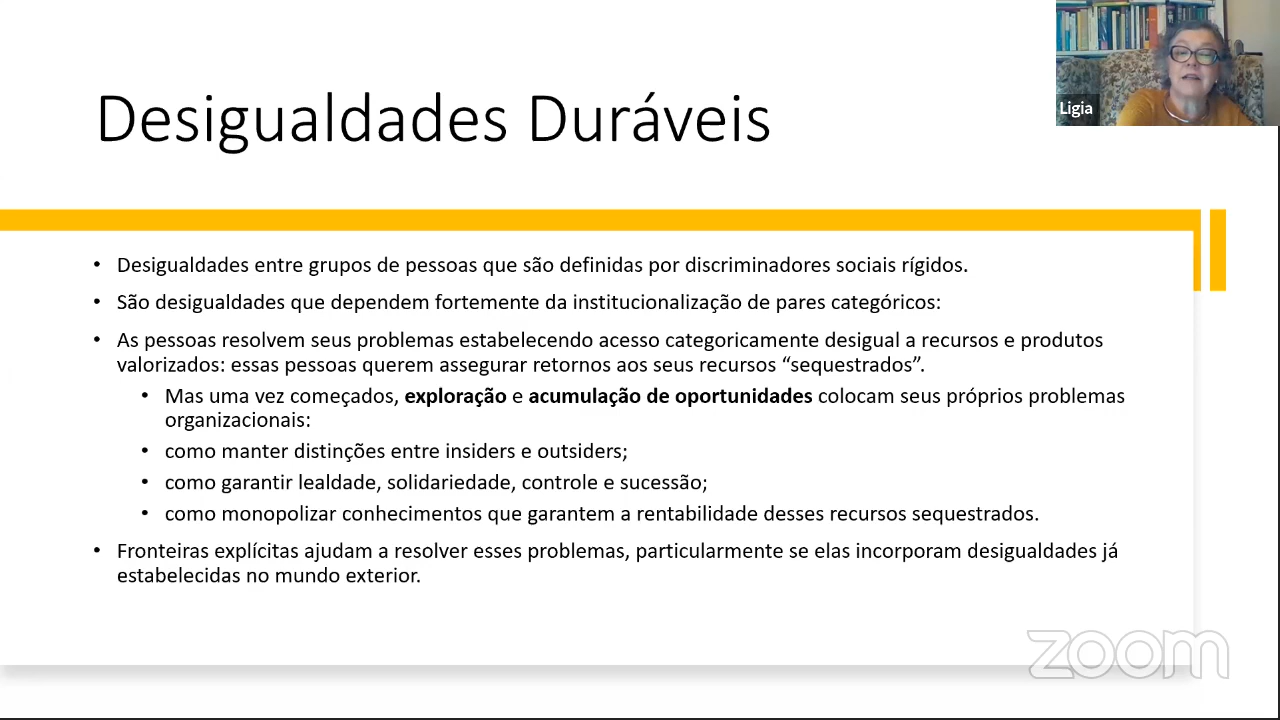 Desigualdades Duráveis
Ligia
• Desigualdades entre grupos de pessoas que são definidas por discriminadores sociais rígidos.
• São desigualdades que dependem fortemente da institucionalização de pares categóricos:
• As pessoas resolvem seus problemas estabelecendo acesso categoricamente desigual a recursos e produtos
valorizados: essas pessoas querem assegurar retornos aos seus recursos “sequestrados”.
• Mas uma vez começados, exploração e acumulação de oportunidades colocam seus próprios problemas
organizacionais:
• como manter distinções entre insiders e outsiders;
• como garantir lealdade, solidariedade, controle e sucessão;
• como monopolizar conhecimentos que garantem a rentabilidade desses recursos sequestrados.
• Fronteiras explícitas ajudam a resolver esses problemas, particularmente se elas incorporam desigualdades já
estabelecidas no mundo exterior.
zoom